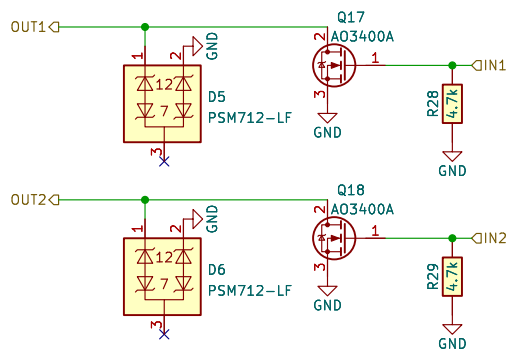 OUT1
1
2
GND
12
7
3
D5
PSM712-LF
Q17
AO3400A
2
1
3
GND
IN1
R28
4.7k
GND
OUT2
1
2
GND
12
7
3
D6
PSM712-LF
Q18
AO3400A
2
1
3
GND
IN2
R29
4.7k
GND